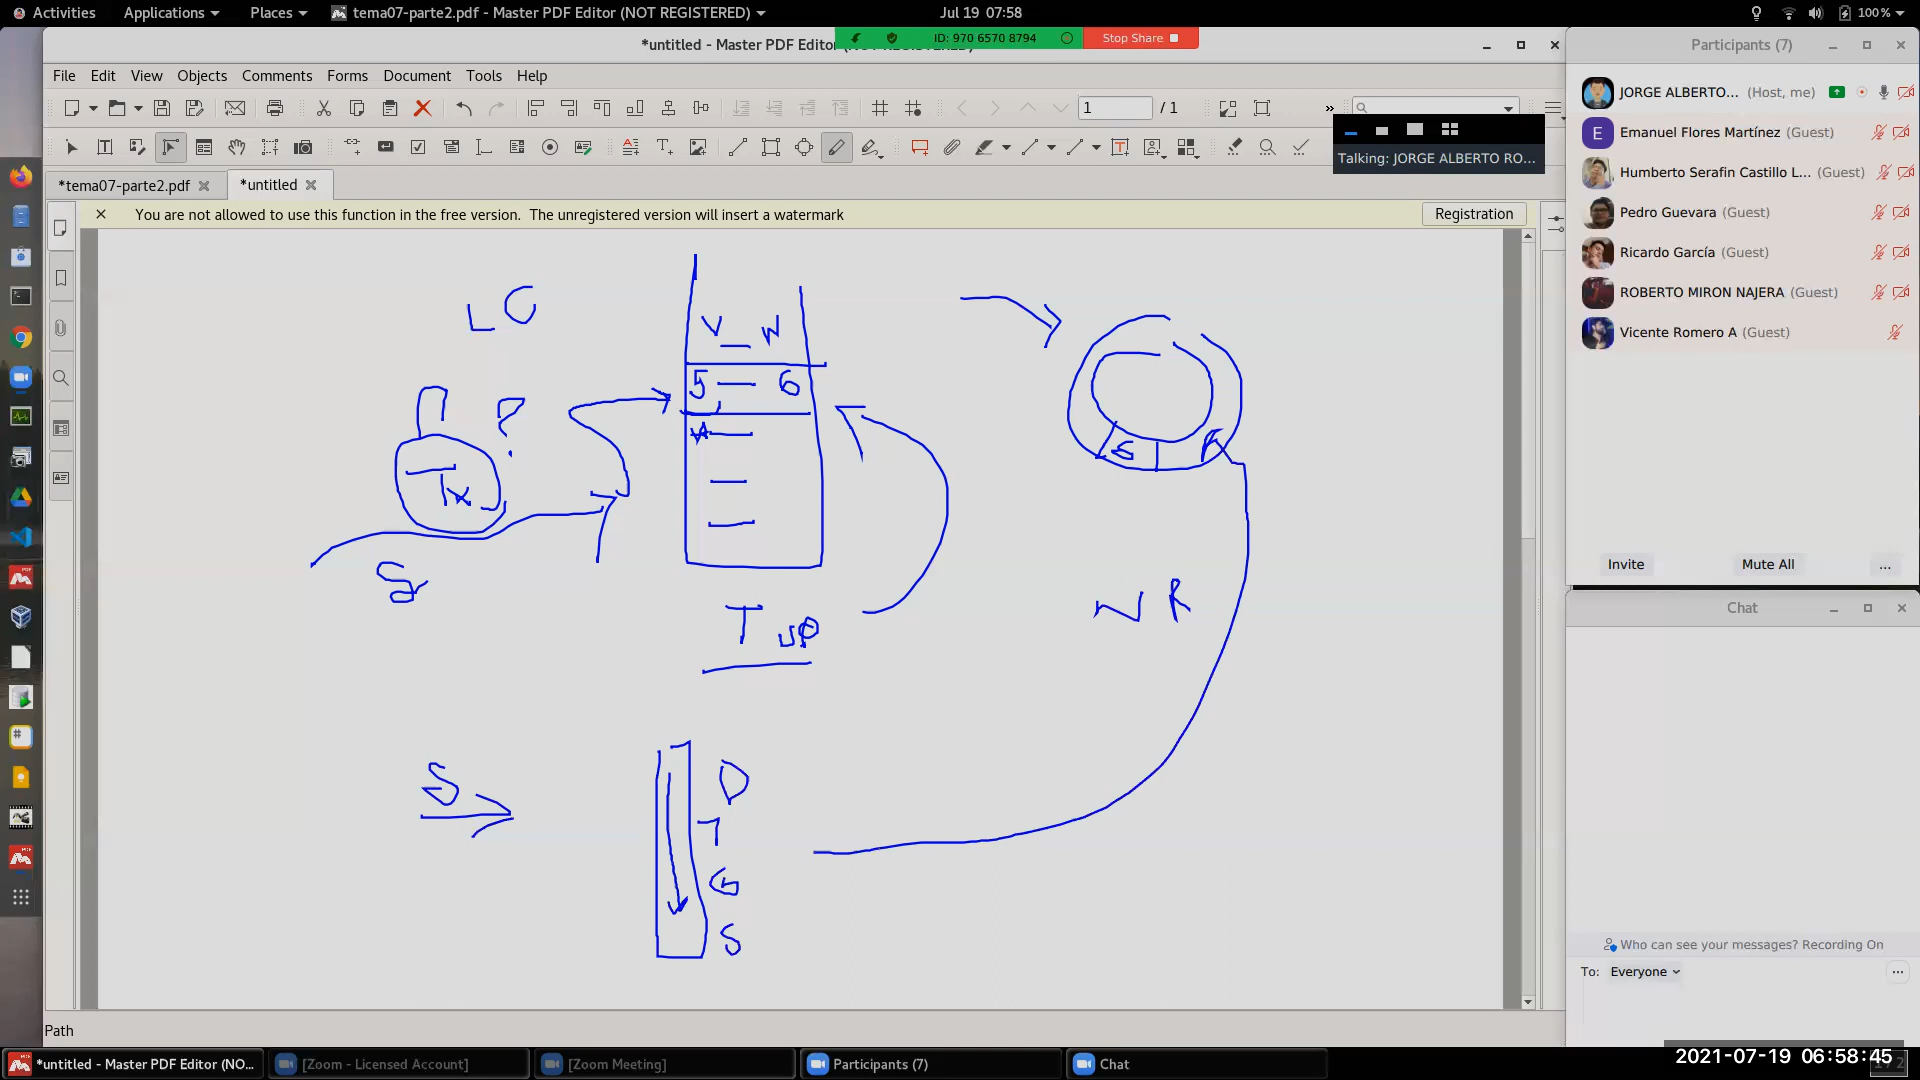 Activities
Applications
Places
tema07-parte2.pdf - Master PDF Editor (NOT REGISTERED)
Jul 19 07:58
100%
*untitled - Master PDF Editor
ID: 970 6570 8794
Stop Share
File Edit View Objects Comments Forms Document Tools Help
1 / 1
*tema07-parte2.pdf
*untitled
Talking: JORGE ALBERTO RO...
You are not allowed to use this function in the free version. The unregistered version will insert a watermark
Registration
Participants (7)
JORGE ALBERTO... (Host, me)
Emanuel Flores Martínez (Guest)
Humberto Serafin Castillo L... (Guest)
Pedro Guevara (Guest)
Ricardo García (Guest)
ROBERTO MIRON NAJERA (Guest)
Vicente Romero A (Guest)
Invite
Mute All
...
Chat
Who can see your messages? Recording On
To: Everyone
V W
5 6
Tx
?
T
N R
S
D
7
6
S
Path
*untitled - Master PDF Editor (NO...
[Zoom - Licensed Account]
[Zoom Meeting]
Participants (7)
Chat
2021-07-19 06:58:45